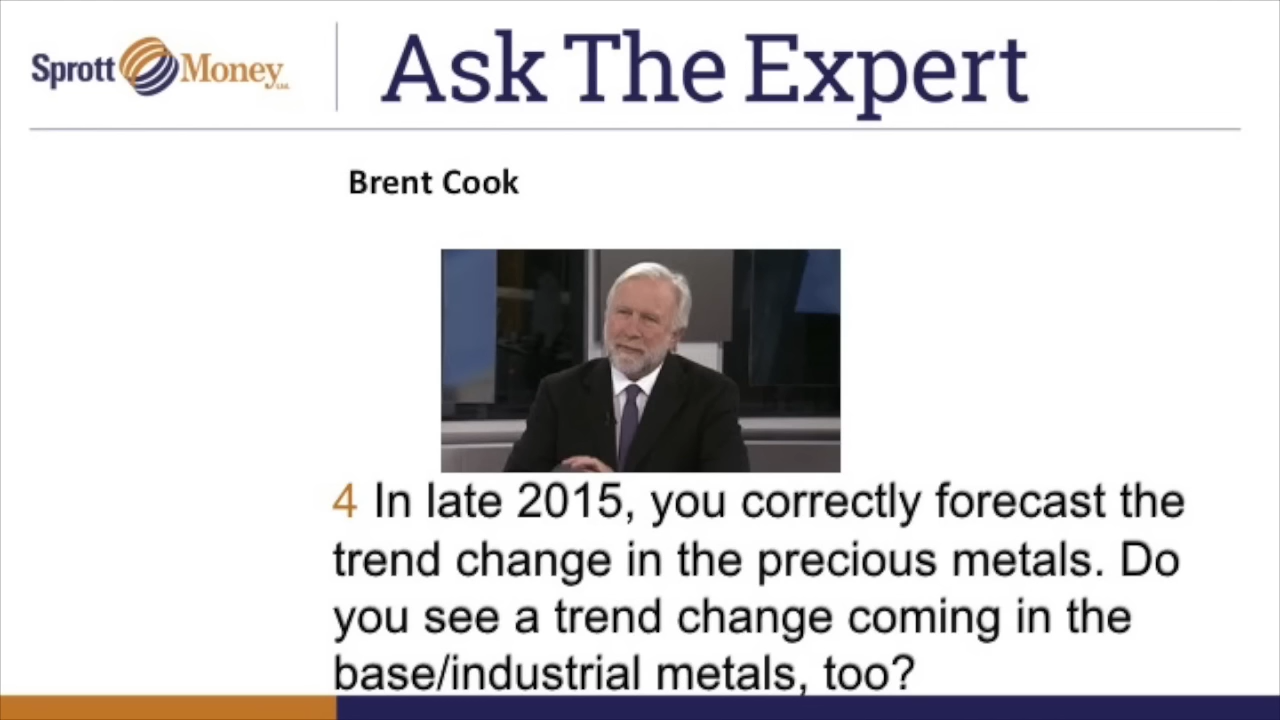 Sprott Money Ltd.
Ask The Expert
Brent Cook
4 In late 2015, you correctly forecast the
trend change in the precious metals. Do
you see a trend change coming in the
base/industrial metals, too?